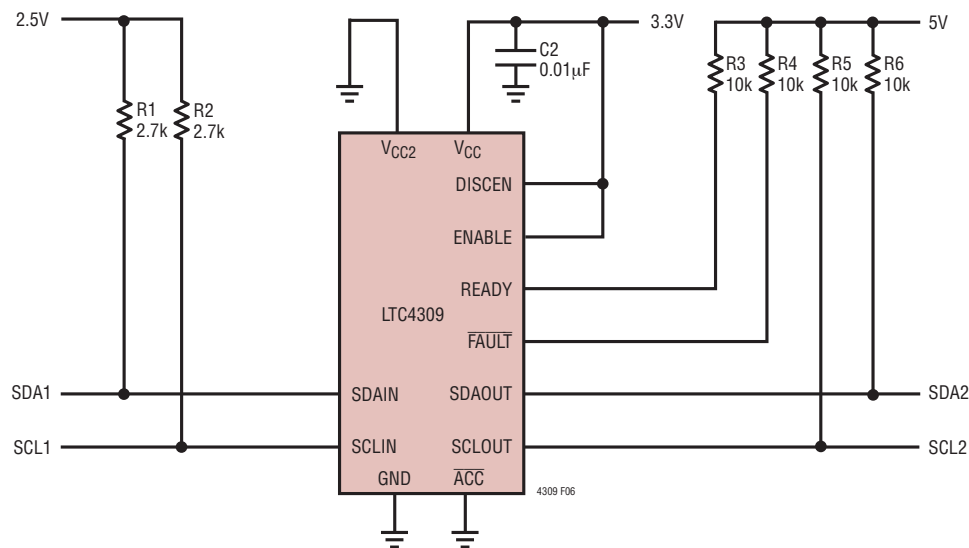 2.5V
3.3V
5V
C2
0.01µF
R3
10k
R4
10k
R5
10k
R6
10k
R1
2.7k
R2
2.7k
VCC2
VCC
DISCEN
ENABLE
READY
LTC4309
FAULT
SDA1
SDAIN
SDAOUT
SDA2
SCL1
SCLIN
SCLOUT
SCL2
GND
ACC
4309 F06